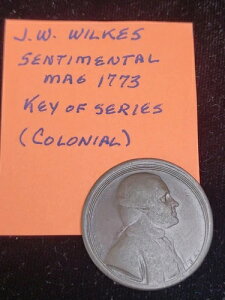 J.W. WILKES
SENTIMENTAL
MAG 1773
KEY OF SERIES
(COLONIAL)